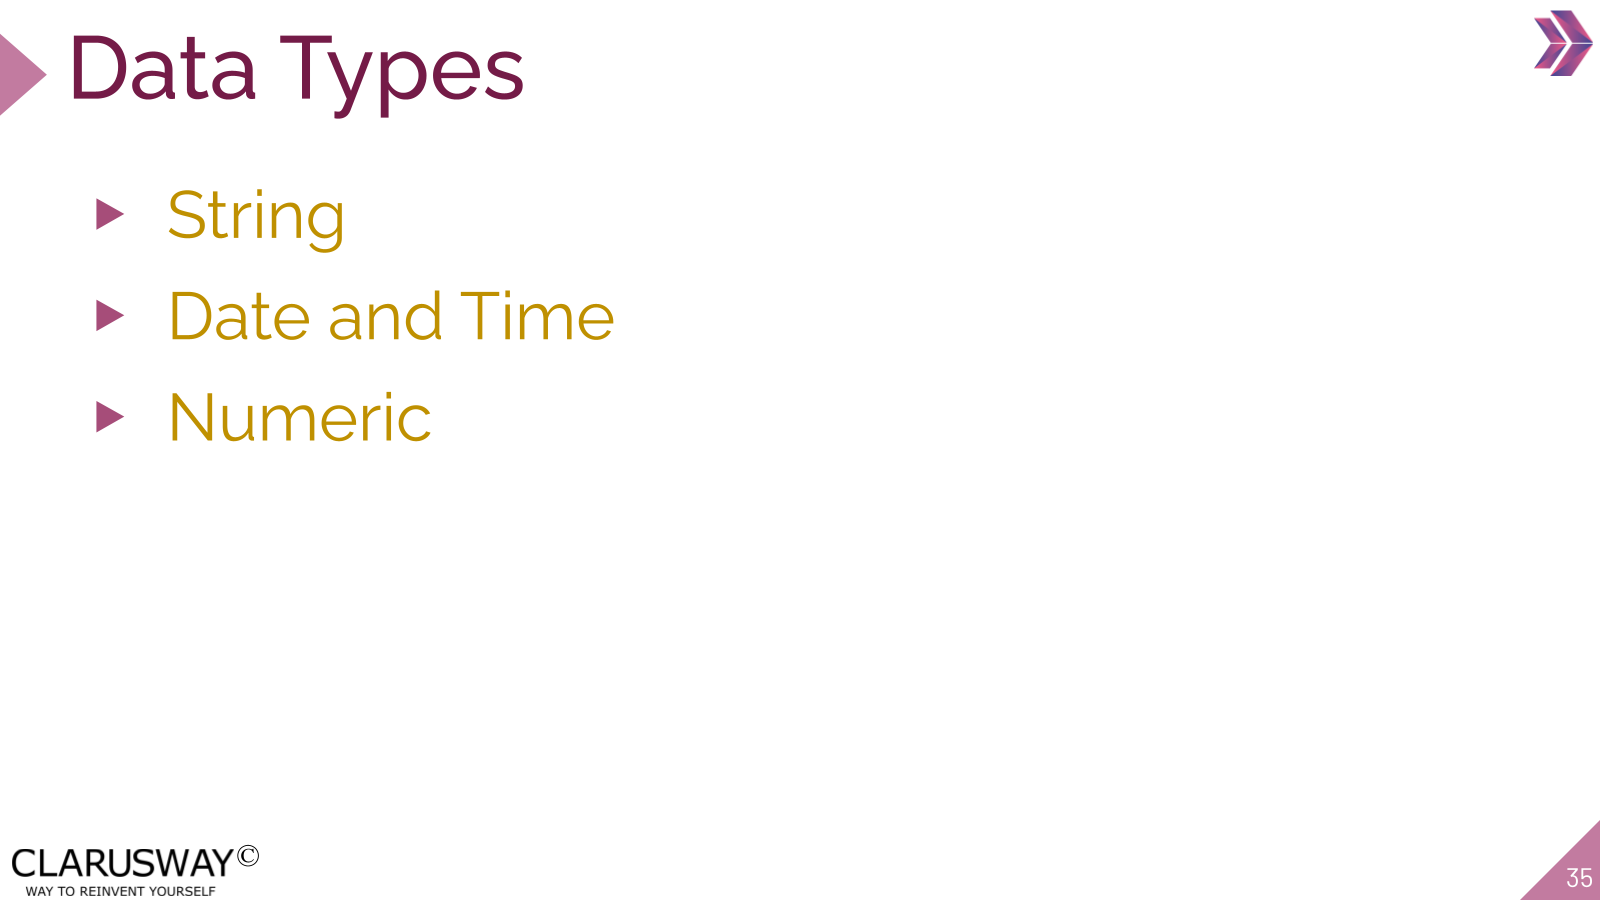 Data Types
String
Date and Time
Numeric
CLARUSWAY©
WAY TO REINVENT YOURSELF
35